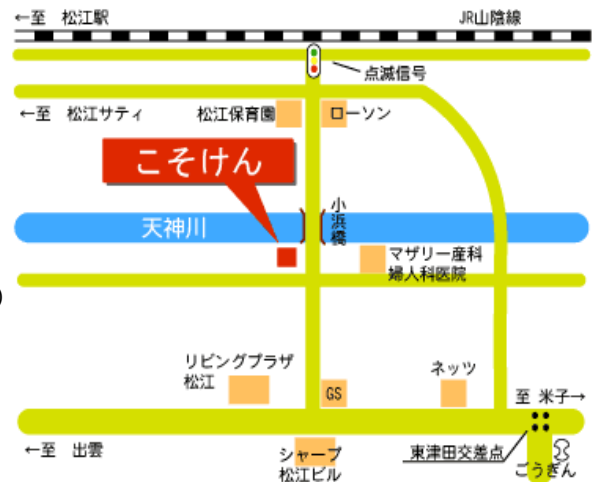 ←至 松江駅
JR山陰線
点滅信号
←至 松江サティ
松江保育園
ローソン
こそけん
小浜橋
天神川
マザリー産科
婦人科医院
)
リビングプラザ
松江
GS
ネッツ
至 米子→
←至 出雲
シャープ
松江ビル
東津田交差点
ごうぎん